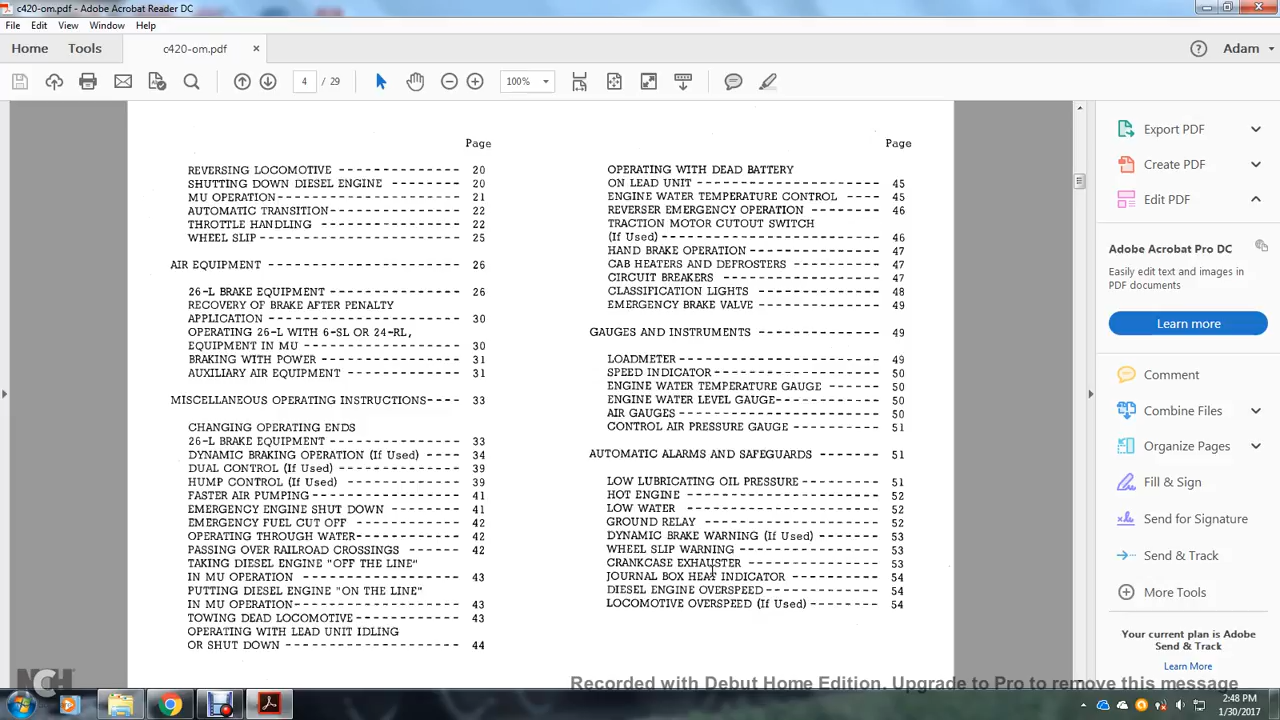 c420-om.pdf - Adobe Acrobat Reader DC
File Edit View Window Help
Home Tools c420-om.pdf × Adam
4 / 29 100%
Page
REVERSING LOCOMOTIVE ------------------ 20
SHUTTING DOWN DIESEL ENGINE ---------- 20
MU OPERATION --------------------------- 21
AUTOMATIC TRANSITION ------------------- 22
THROTTLE HANDLING --------------------- 22
WHEEL SLIP ------------------------------ 25
AIR EQUIPMENT ---------------------------- 26
26-L BRAKE EQUIPMENT ------------------- 26
RECOVERY OF BRAKE AFTER PENALTY
APPLICATION ---------------------------- 30
OPERATING 26-L WITH 6-SL OR 24-RL,
EQUIPMENT IN MU ----------------------- 30
BRAKING WITH POWER -------------------- 31
AUXILIARY AIR EQUIPMENT ---------------- 31
MISCELLANEOUS OPERATING INSTRUCTIONS---- 33
CHANGING OPERATING ENDS
26-L BRAKE EQUIPMENT ------------------- 33
DYNAMIC BRAKING OPERATION (If Used) ---- 34
DUAL CONTROL (If Used) ----------------- 39
HUMP CONTROL (If Used) ---------------- 39
FASTER AIR PUMPING --------------------- 41
EMERGENCY ENGINE SHUT DOWN ---------- 41
EMERGENCY FUEL CUT OFF --------------- 42
OPERATING THROUGH WATER-------------- 42
PASSING OVER RAILROAD CROSSINGS ------- 42
TAKING DIESEL ENGINE "OFF THE LINE"
IN MU OPERATION ----------------------- 43
PUTTING DIESEL ENGINE "ON THE LINE"
IN MU OPERATION------------------------ 43
TOWING DEAD LOCOMOTIVE -------------- 43
OPERATING WITH LEAD UNIT IDLING
OR SHUT DOWN -------------------------- 44
Page
OPERATING WITH DEAD BATTERY
ON LEAD UNIT -------------------------- 45
ENGINE WATER TEMPERATURE CONTROL ---- 45
REVERSER EMERGENCY OPERATION -------- 46
TRACTION MOTOR CUTOUT SWITCH
(If Used) -------------------------------- 46
HAND BRAKE OPERATION ----------------- 47
CAB HEATERS AND DEFROSTERS ----------- 47
CIRCUIT BREAKERS ---------------------- 47
CLASSIFICATION LIGHTS ----------------- 48
EMERGENCY BRAKE VALVE ---------------- 49
GAUGES AND INSTRUMENTS ---------------- 49
LOADMETER ----------------------------- 49
SPEED INDICATOR ------------------------ 50
ENGINE WATER TEMPERATURE GAUGE ------ 50
ENGINE WATER LEVEL GAUGE------------- 50
AIR GAUGES ----------------------------- 50
CONTROL AIR PRESSURE GAUGE ---------- 51
AUTOMATIC ALARMS AND SAFEGUARDS ------ 51
LOW LUBRICATING OIL PRESSURE --------- 51
HOT ENGINE ---------------------------- 52
LOW WATER ---------------------------- 52
GROUND RELAY -------------------------- 52
DYNAMIC BRAKE WARNING (If Used) ------- 53
WHEEL SLIP WARNING -------------------- 53
CRANKCASE EXHAUSTER ------------------ 53
JOURNAL BOX HEAT INDICATOR ----------- 54
DIESEL ENGINE OVERSPEED -------------- 54
LOCOMOTIVE OVERSPEED (If Used) -------- 54
Export PDF
Create PDF
Edit PDF
Adobe Acrobat Pro DC
Easily edit text and images in
PDF documents
Learn more
Comment
Combine Files
Organize Pages
Fill & Sign
Send for Signature
Send & Track
More Tools
Your current plan is Adobe
Send & Track
Learn More
NCH
Recorded with Debut Home Edition. Upgrade to Pro to remove this message
2:48 PM
1/30/2017